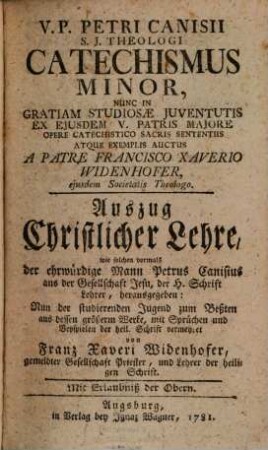 V. P. PETRI CANISII
S. J. THEOLOGI
CATECHISMUS
MINOR,
NUNC IN
GRATIAM STUDIOSÆ JUVENTUTIS
EX EJUSDEM V. PATRIS MAJORE
OPERE CATECHISTICO SACRIS SENTENTIIS
ATQUE EXEMPLIS AUCTUS
A PATRE FRANCISCO XAVERIO
WIDENHOFER,
ejusdem Societatis Theologo.
Auszug
Christlicher Lehre,
wie solchen vormals
der ehrwürdige Mann Petrus Canisius
aus der Gesellschaft Jesu, der H. Schrift
Lehrer, herausgegeben:
Nun der studierenden Jugend zum Beßten
aus dessen größerm Werke, mit Sprüchen und
Beyspielen der heil. Schrift vermehret
von
Franz Xaveri Widenhofer,
gemeldter Gesellschaft Priester, und Lehrer der heili-
gen Schrift.
Mit Erlaubniß der Obern.
Augsburg,
in Verlag bey Ignaz Wagner, 1781.